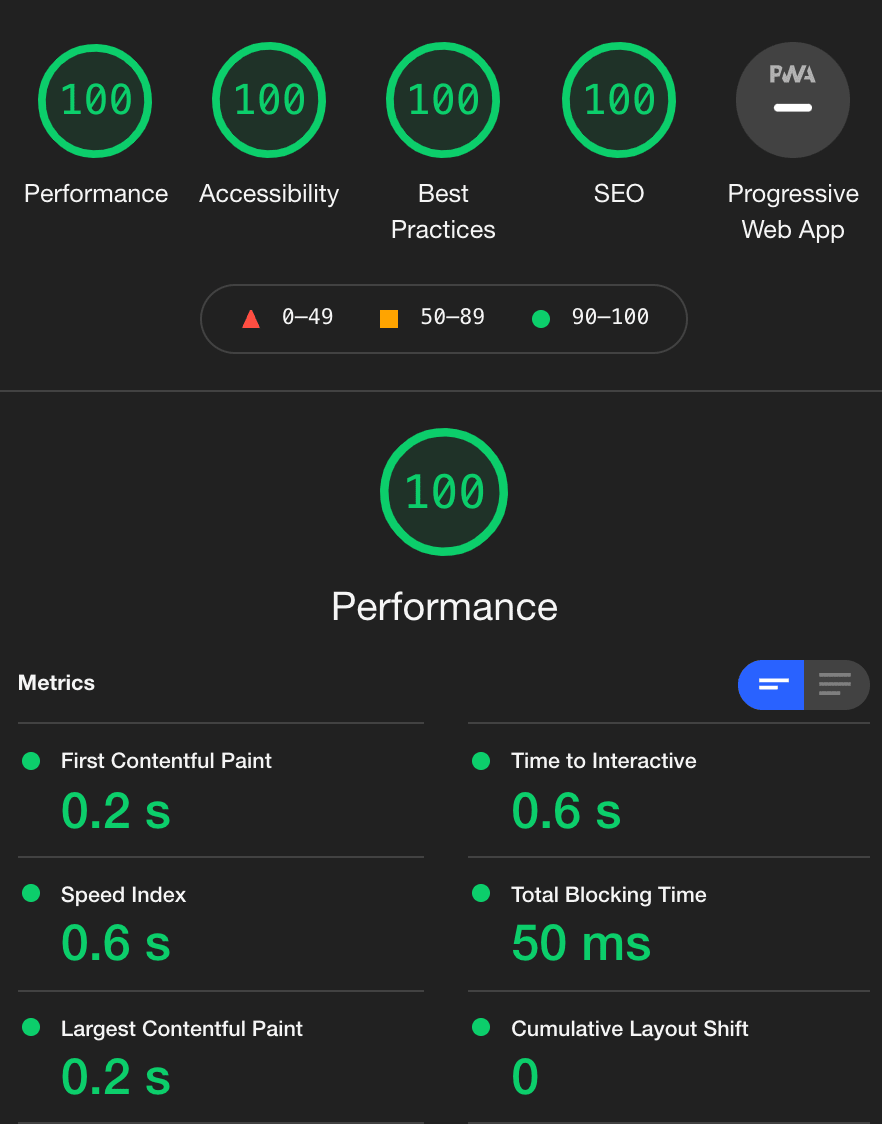 100
100
100
100
PWA
Performance
Accessibility
Best
Practices
SEO
Progressive
Web App
0–49
50–89
90–100
100
Performance
Metrics
First Contentful Paint
0.2 s
Time to Interactive
0.6 s
Speed Index
0.6 s
Total Blocking Time
50 ms
Largest Contentful Paint
0.2 s
Cumulative Layout Shift
0